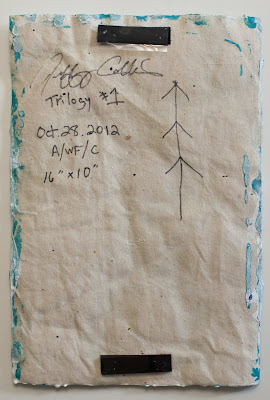 Trilogy #1
Oct. 28. 2012
A/WF/C
16" x 10"